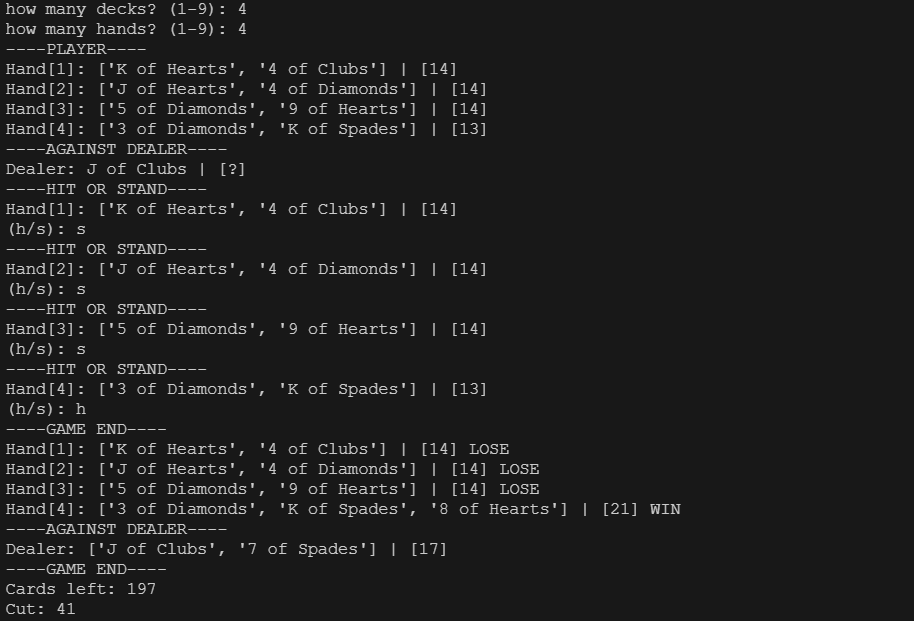 how many decks? (1-9): 4
how many hands? (1-9): 4
----PLAYER----
Hand[1]: ['K of Hearts', '4 of Clubs'] | [14]
Hand[2]: ['J of Hearts', '4 of Diamonds'] | [14]
Hand[3]: ['5 of Diamonds', '9 of Hearts'] | [14]
Hand[4]: ['3 of Diamonds', 'K of Spades'] | [13]
----AGAINST DEALER----
Dealer: J of Clubs | [?]
----HIT OR STAND----
Hand[1]: ['K of Hearts', '4 of Clubs'] | [14]
(h/s): s
----HIT OR STAND----
Hand[2]: ['J of Hearts', '4 of Diamonds'] | [14]
(h/s): s
----HIT OR STAND----
Hand[3]: ['5 of Diamonds', '9 of Hearts'] | [14]
(h/s): s
----HIT OR STAND----
Hand[4]: ['3 of Diamonds', 'K of Spades'] | [13]
(h/s): h
----GAME END----
Hand[1]: ['K of Hearts', '4 of Clubs'] | [14] LOSE
Hand[2]: ['J of Hearts', '4 of Diamonds'] | [14] LOSE
Hand[3]: ['5 of Diamonds', '9 of Hearts'] | [14] LOSE
Hand[4]: ['3 of Diamonds', 'K of Spades', '8 of Hearts'] | [21] WIN
----AGAINST DEALER----
Dealer: ['J of Clubs', '7 of Spades'] | [17]
----GAME END----
Cards left: 197
Cut: 41